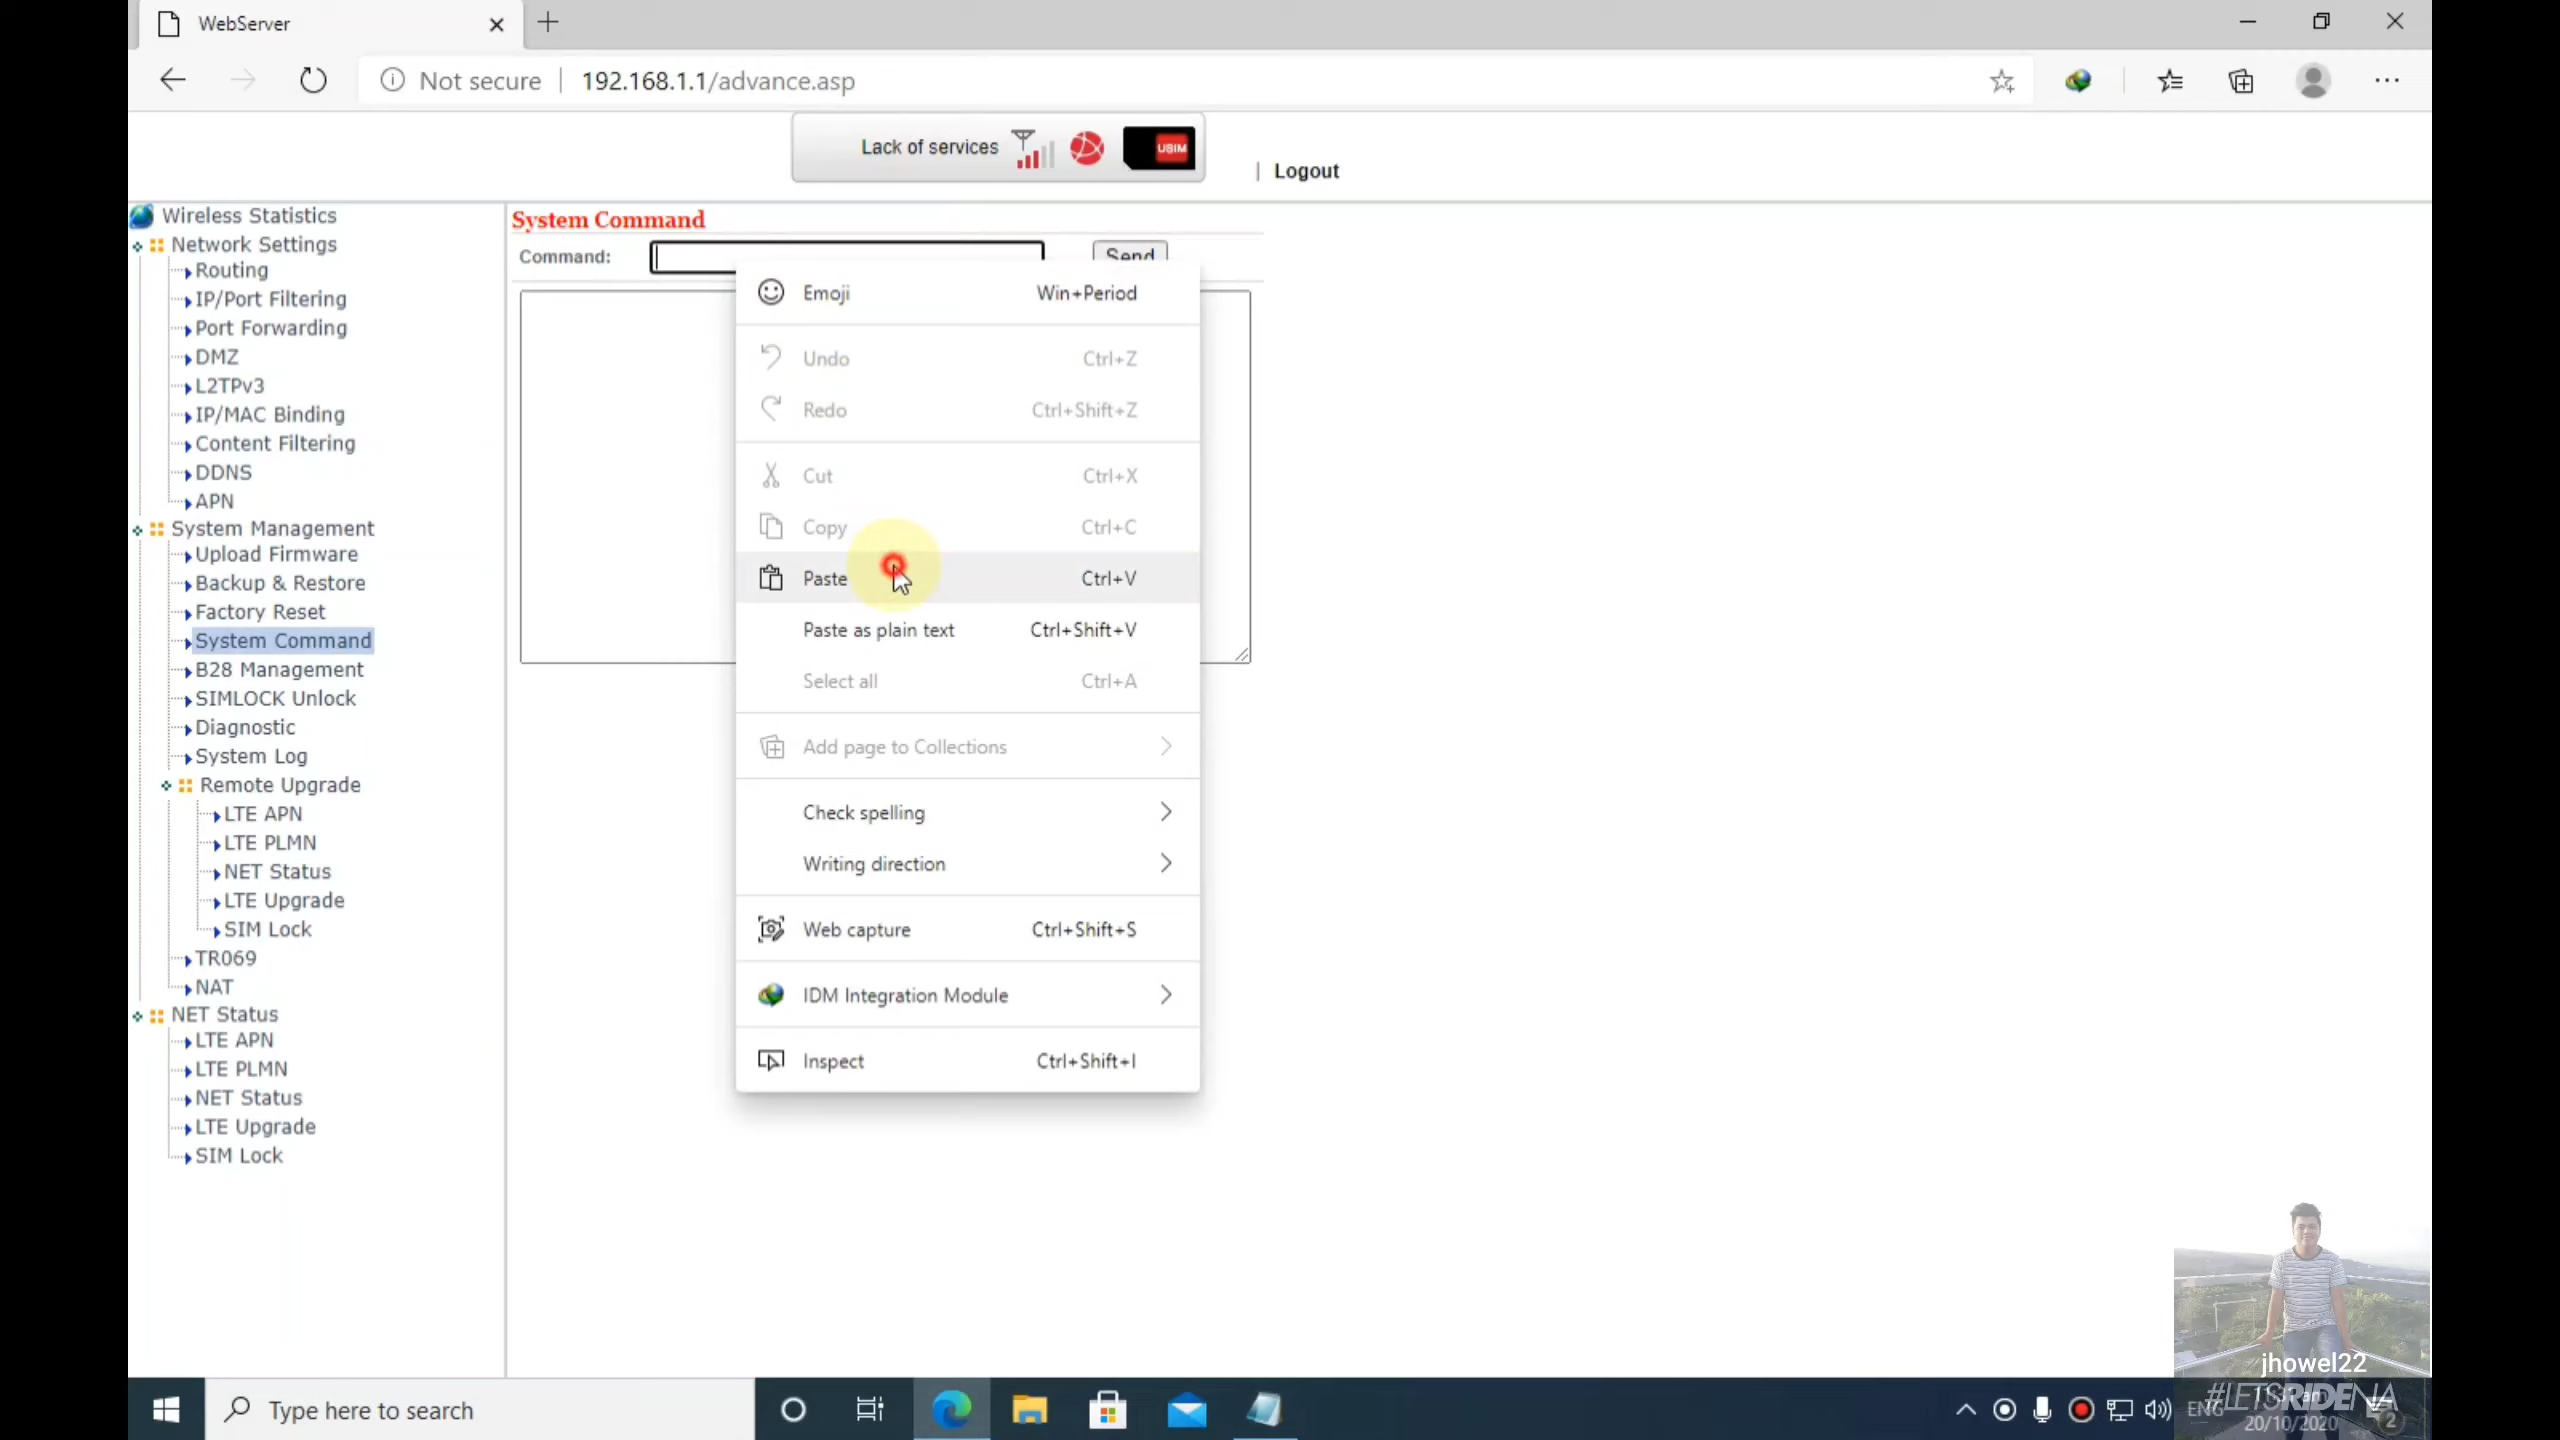 WebServer
Not secure
192.168.1.1/advance.asp
Lack of services
USIM
| Logout
Wireless Statistics
Network Settings
Routing
IP/Port Filtering
Port Forwarding
DMZ
L2TPv3
IP/MAC Binding
Content Filtering
DDNS
APN
System Management
Upload Firmware
Backup & Restore
Factory Reset
System Command
B28 Management
SIMLOCK Unlock
Diagnostic
System Log
Remote Upgrade
LTE APN
LTE PLMN
NET Status
LTE Upgrade
SIM Lock
TR069
NAT
NET Status
LTE APN
LTE PLMN
NET Status
LTE Upgrade
SIM Lock
System Command
Command:
Send
Emoji Win+Period
Undo Ctrl+Z
Redo Ctrl+Shift+Z
Cut Ctrl+X
Copy Ctrl+C
Paste Ctrl+V
Paste as plain text Ctrl+Shift+V
Select all Ctrl+A
Add page to Collections
Check spelling
Writing direction
Web capture Ctrl+Shift+S
IDM Integration Module
Inspect Ctrl+Shift+I
jhowel22
#LETSRIDENA
Type here to search
ENG
20/10/2020
2